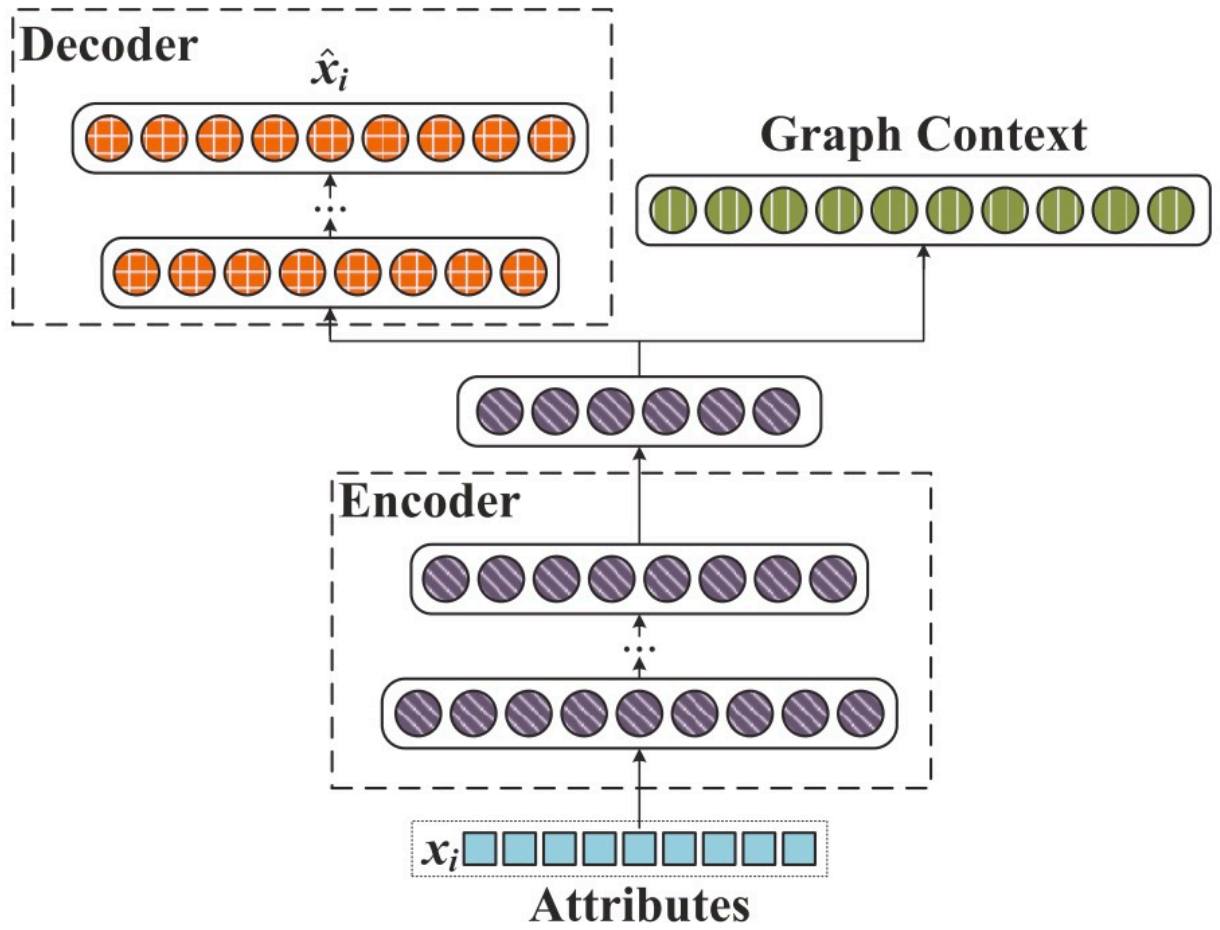 Decoder
x̂ᵢ
...
Graph Context
Encoder
...
xᵢ
Attributes